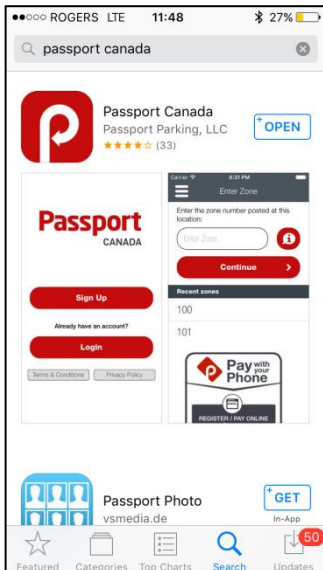 ROGERS LTE 11:48 27%
passport canada
Passport Canada
Passport Parking, LLC
(33)
+OPEN
Passport
CANADA
Sign Up
Already have an account?
Login
Terms & Conditions Privacy Policy
Carrier 9:21 PM
Enter Zone
Enter the zone number posted at this
location:
Enter Zone
Continue
Recent zones
100
101
Pay with
your
Phone
REGISTER / PAY ONLINE
Passport Photo
vsmedia.de
+GET
In-App
50
Featured Categories Top Charts Search Updates